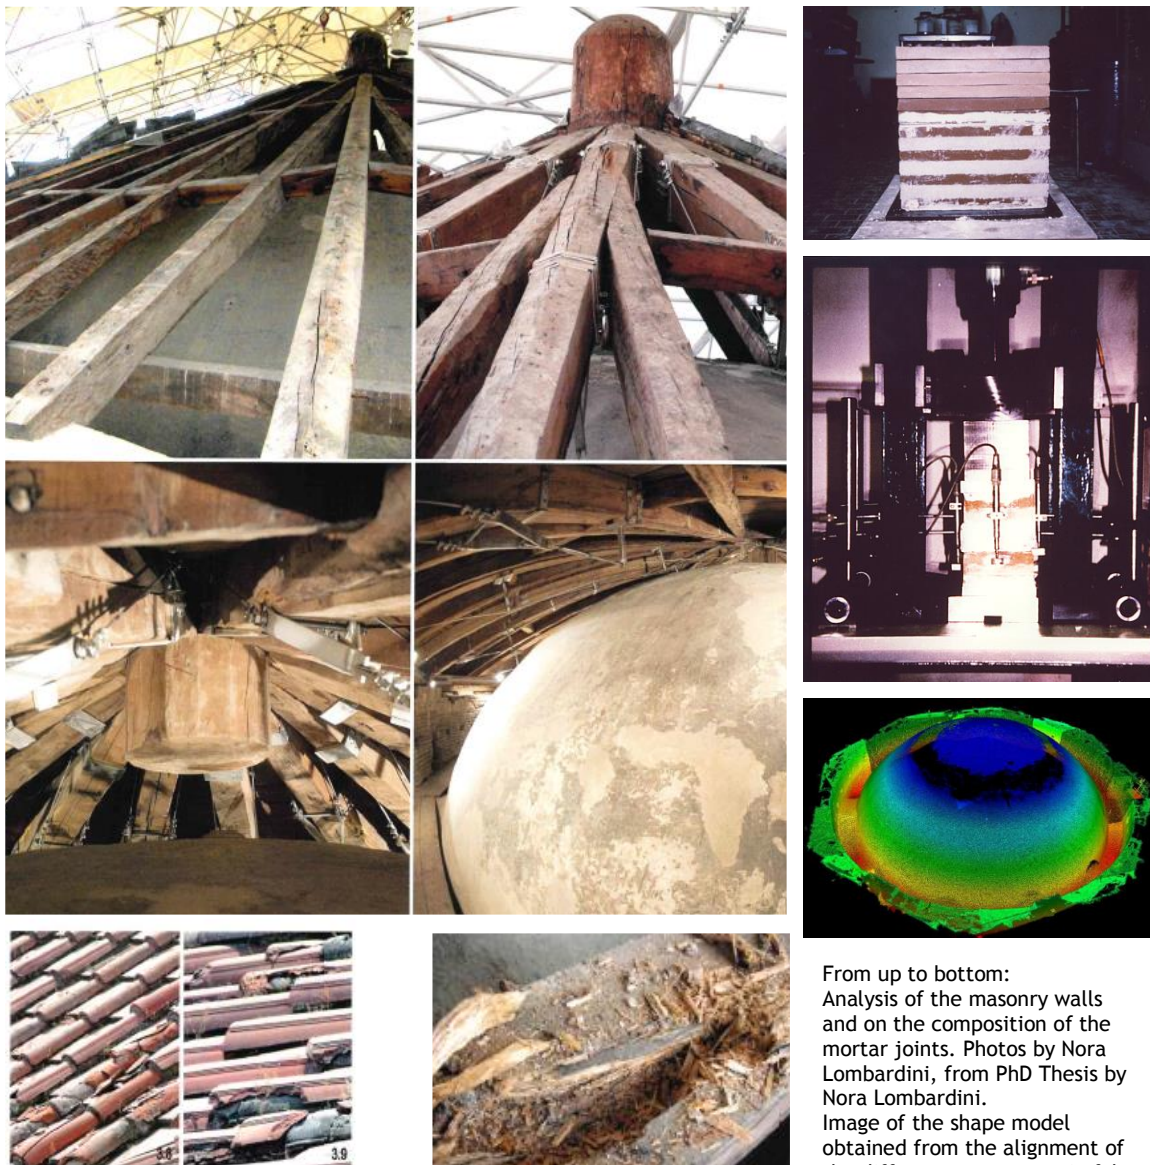 3.8
3.9
From up to bottom:
Analysis of the masonry walls
and on the composition of the
mortar joints. Photos by Nora
Lombardini, from PhD Thesis by
Nora Lombardini.
Image of the shape model
obtained from the alignment of